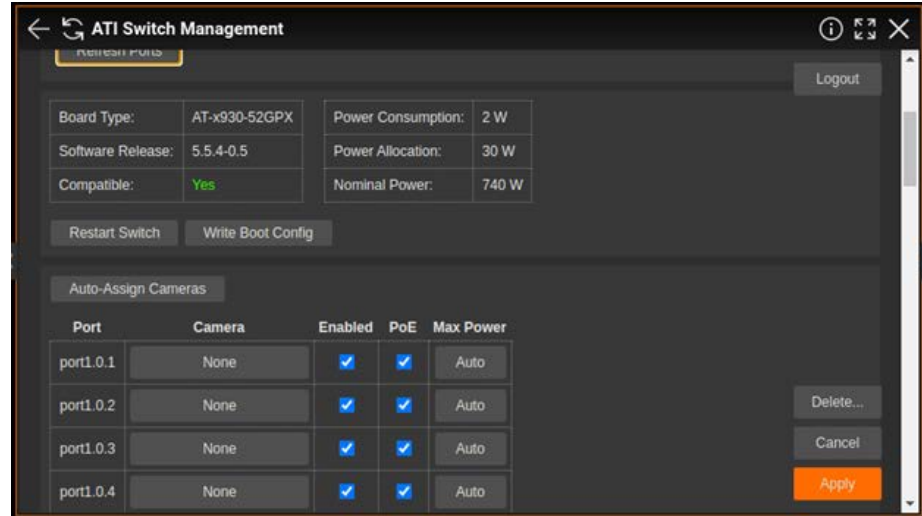 ATI Switch Management
Refresh Ports
Logout
Board Type: AT-x930-52GPX Power Consumption: 2 W
Software Release: 5.5.4-0.5 Power Allocation: 30 W
Compatible: Yes Nominal Power: 740 W
Restart Switch Write Boot Config
Auto-Assign Cameras
Port Camera Enabled PoE Max Power
port1.0.1 None Auto
port1.0.2 None Auto
Delete...
port1.0.3 None Auto
Cancel
port1.0.4 None Auto
Apply